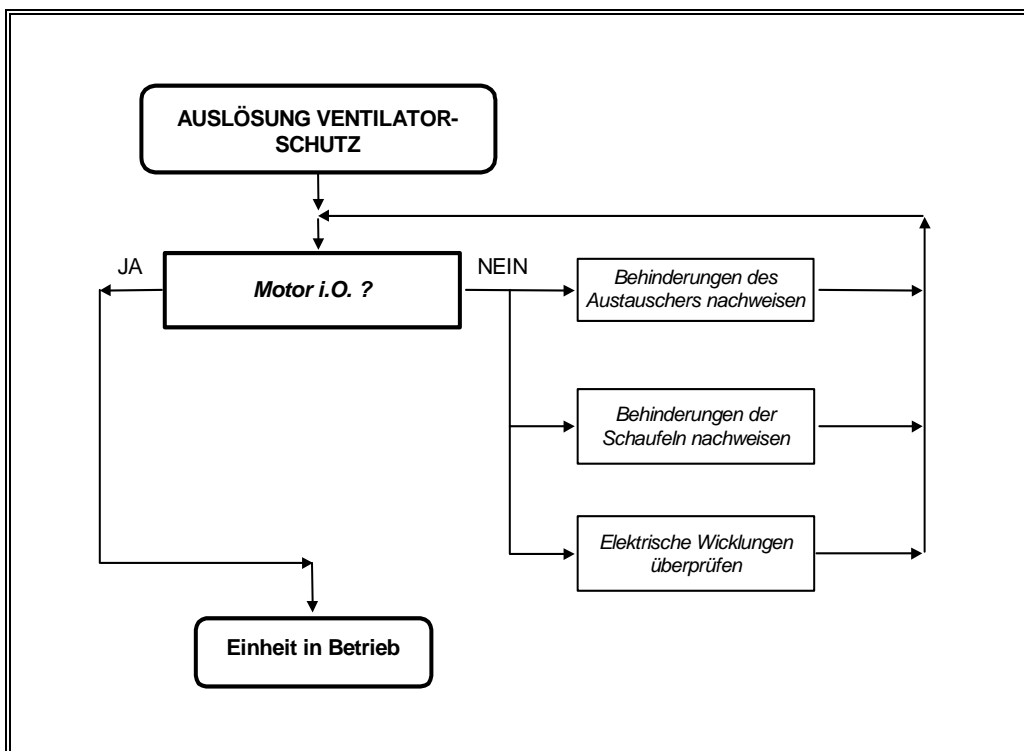 AUSLÖSUNG VENTILATOR-
SCHUTZ
JA
Motor i.O. ?
NEIN
Behinderungen des
Austauschers nachweisen
Behinderungen der
Schaufeln nachweisen
Elektrische Wicklungen
überprüfen
Einheit in Betrieb